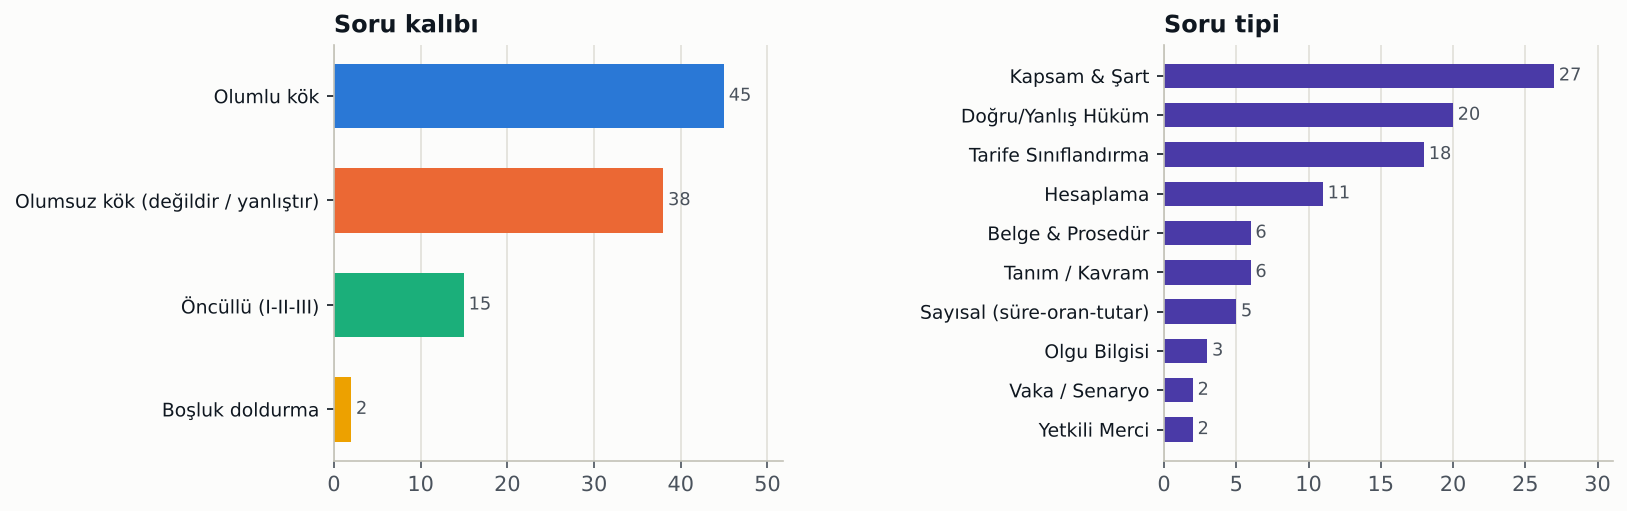 Soru kalıbı
Olumlu kök
45
Olumsuz kök (değildir / yanlıştır)
38
Öncüllü (I-II-III)
15
Boşluk doldurma
2
0 10 20 30 40 50
Soru tipi
Kapsam & Şart
27
Doğru/Yanlış Hüküm
20
Tarife Sınıflandırma
18
Hesaplama
11
Belge & Prosedür
6
Tanım / Kavram
6
Sayısal (süre-oran-tutar)
5
Olgu Bilgisi
3
Vaka / Senaryo
2
Yetkili Merci
2
0 5 10 15 20 25 30